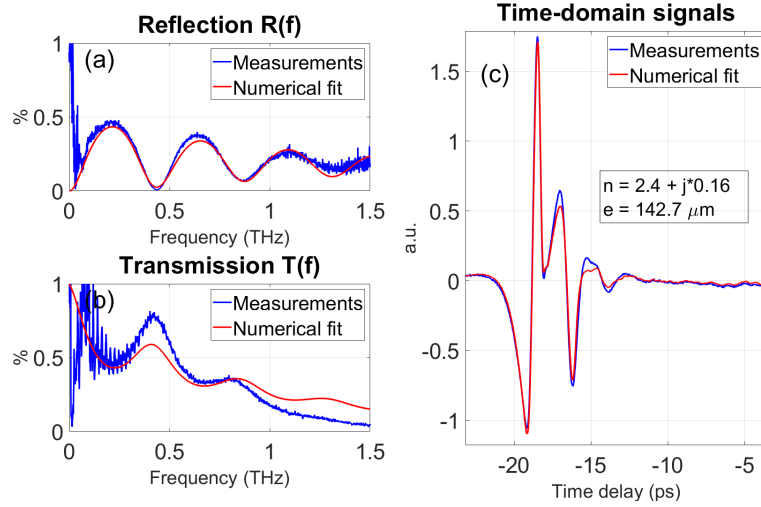 Reflection R(f)
(a)
Measurements
Numerical fit
%
1
0.5
0
0
0.5
1
1.5
Frequency (THz)
Transmission T(f)
(b)
Measurements
Numerical fit
%
1
0.5
0
0
0.5
1
1.5
Frequency (THz)
Time-domain signals
(c)
Measurements
Numerical fit
n = 2.4 + j*0.16
e = 142.7 μm
a.u.
1.5
1
0.5
0
-0.5
-1
-20
-15
-10
-5
Time delay (ps)